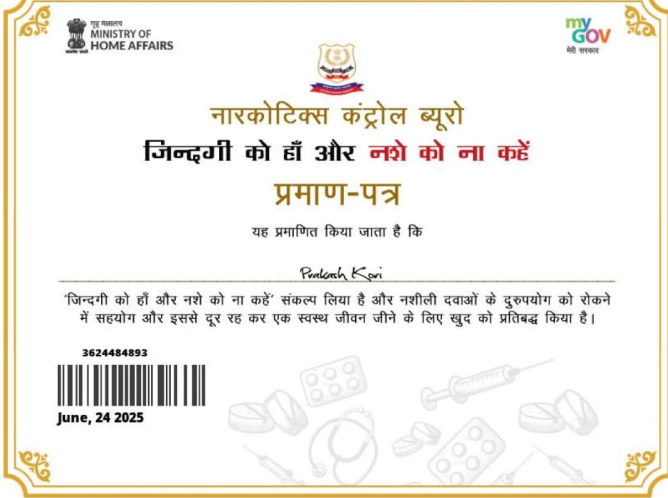 गृह मंत्रालय
MINISTRY OF
HOME AFFAIRS
my
GOV
मेरी सरकार
नारकोटिक्स कंट्रोल ब्यूरो
जिन्दगी को हाँ और नशे को ना कहें
प्रमाण-पत्र
यह प्रमाणित किया जाता है कि
Prakash Kori
'जिन्दगी को हाँ और नशे को ना कहें' संकल्प लिया है और नशीली दवाओं के दुरुपयोग को रोकने
में सहयोग और इससे दूर रह कर एक स्वस्थ जीवन जीने के लिए खुद को प्रतिबद्ध किया है।
3624484893
June, 24 2025